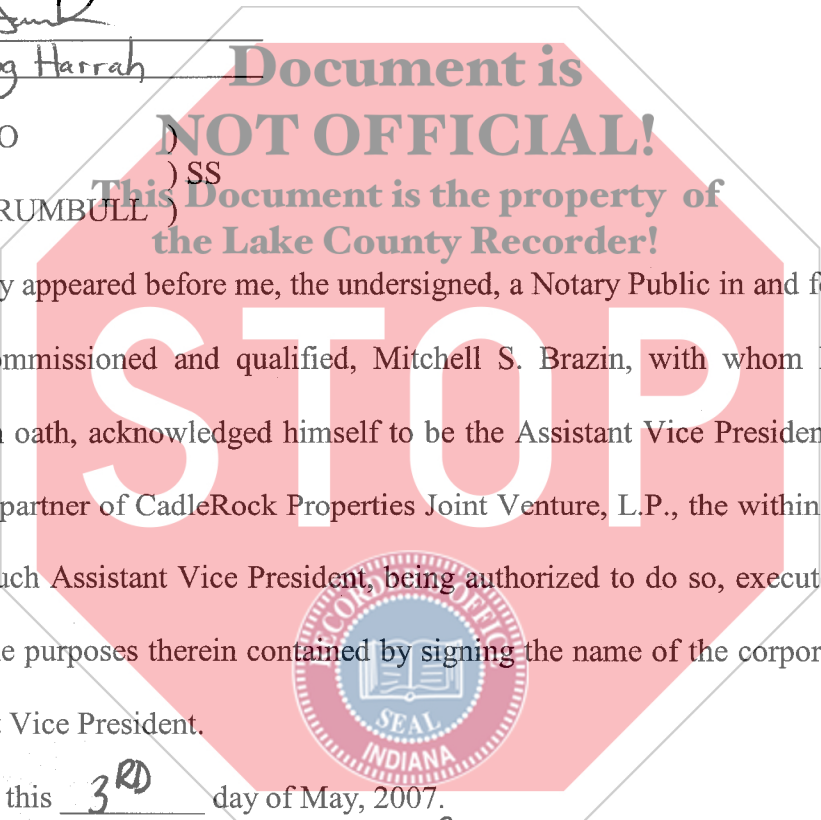 Harrah
Document is
NOT OFFICIAL!
O )
) SS
This Document is the property of
RUMBULL )
the Lake County Recorder!
y appeared before me, the undersigned, a Notary Public in and f
ommissioned and qualified, Mitchell S. Brazin, with whom
oath, acknowledged himself to be the Assistant Vice Presiden
partner of CadleRock Properties Joint Venture, L.P., the within
uch Assistant Vice President, being authorized to do so, execut
e purposes therein contained by signing the name of the corpor
t Vice President.
this 3RD day of May, 2007.
STOP
RECORDER'S OFFICE
SEAL
INDIANA